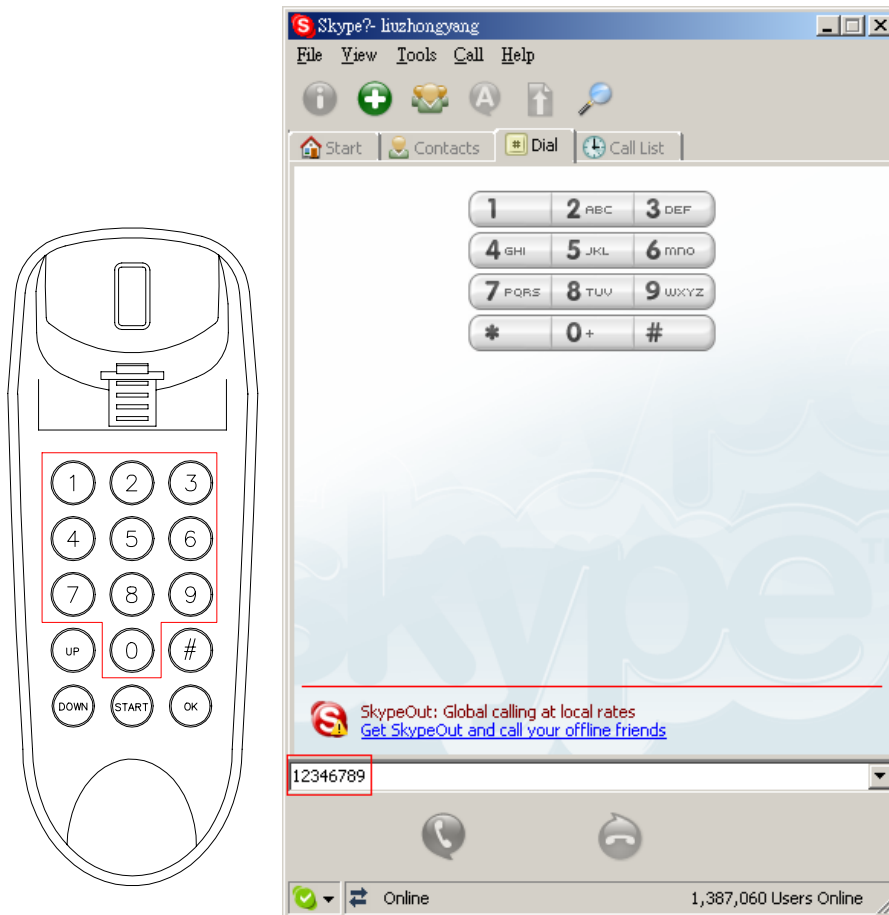 Skype?- liuzhongyang
File View Tools Call Help
Start Contacts # Dial Call List
1 2 ABC 3 DEF
4 GHI 5 JKL 6 mno
7 PQRS 8 TUV 9 WXYZ
* 0 + #
1 2 3
4 5 6
7 8 9
UP 0 #
DOWN START OK
skype TM
SkypeOut: Global calling at local rates
Get SkypeOut and call your offline friends
12346789
Online 1,387,060 Users Online